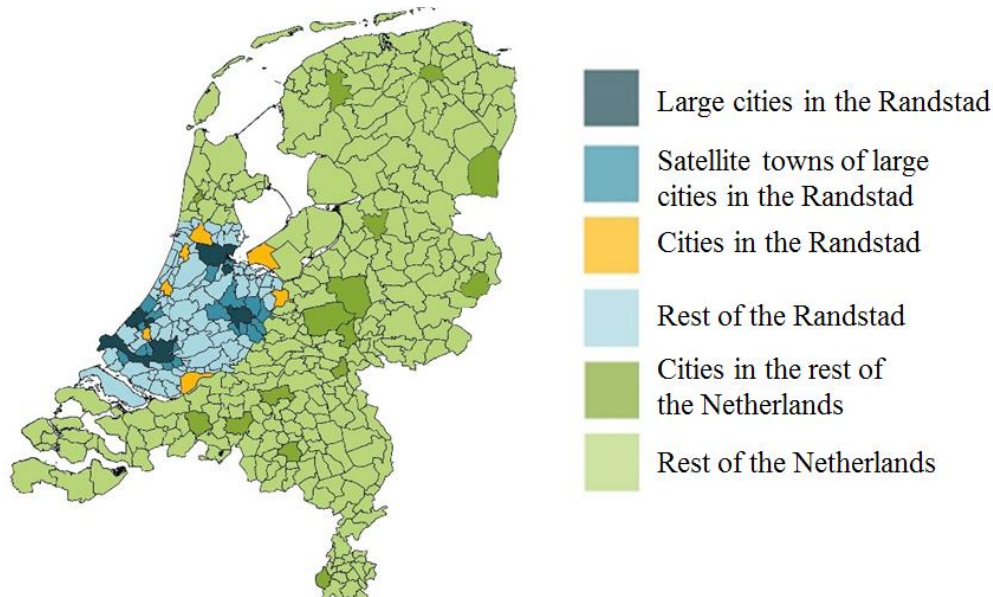 Large cities in the Randstad
Satellite towns of large
cities in the Randstad
Cities in the Randstad
Rest of the Randstad
Cities in the rest of
the Netherlands
Rest of the Netherlands